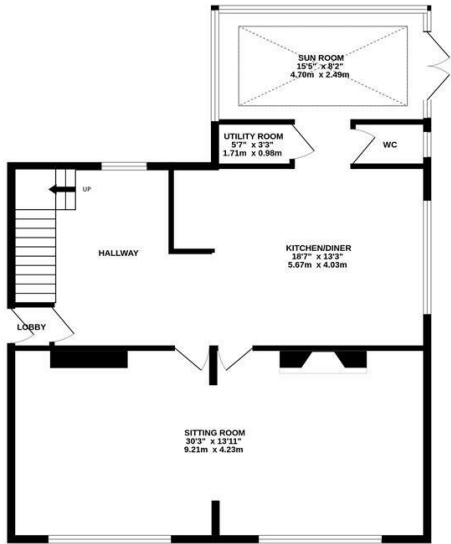 SUN ROOM
15'5" x 8'2"
4.70m x 2.49m
UTILITY ROOM
5'7" x 3'3"
1.71m x 0.98m
WC
UP
HALLWAY
KITCHEN/DINER
18'7" x 13'3"
5.67m x 4.03m
LOBBY
SITTING ROOM
30'3" x 13'11"
9.21m x 4.23m